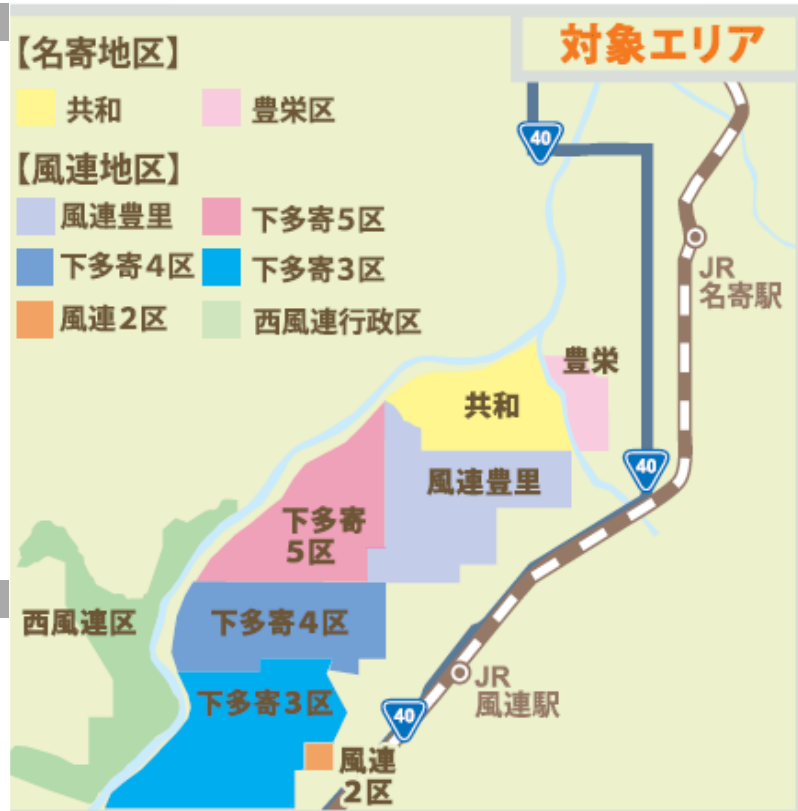 対象エリア
【名寄地区】
共和
豊栄区
【風連地区】
風連豊里
下多寄5区
下多寄4区
下多寄3区
風連2区
西風連行政区
40
JR
名寄駅
豊栄
共和
40
風連豊里
下多寄
5区
西風連区
下多寄4区
JR
風連駅
下多寄3区
40
風連
2区